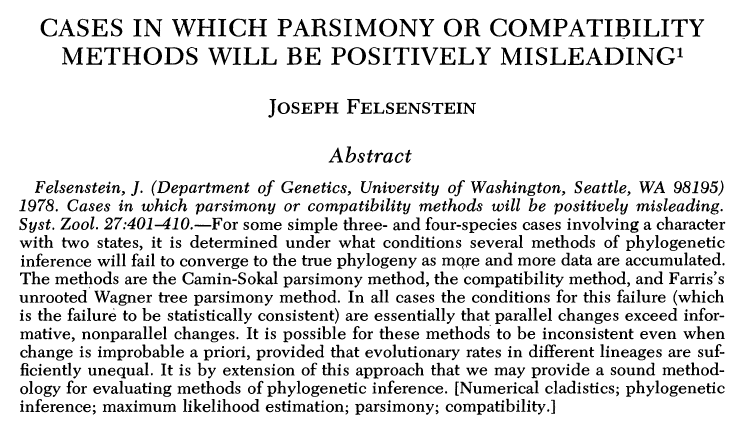 CASES IN WHICH PARSIMONY OR COMPATIBILITY
METHODS WILL BE POSITIVELY MISLEADING¹
JOSEPH FELSENSTEIN
Abstract
Felsenstein, J. (Department of Genetics, University of Washington, Seattle, WA 98195)
1978. Cases in which parsimony or compatibility methods will be positively misleading.
Syst. Zool. 27:401–410.—For some simple three- and four-species cases involving a character
with two states, it is determined under what conditions several methods of phylogenetic
inference will fail to converge to the true phylogeny as more and more data are accumulated.
The methods are the Camin-Sokal parsimony method, the compatibility method, and Farris's
unrooted Wagner tree parsimony method. In all cases the conditions for this failure (which
is the failure to be statistically consistent) are essentially that parallel changes exceed infor-
mative, nonparallel changes. It is possible for these methods to be inconsistent even when
change is improbable a priori, provided that evolutionary rates in different lineages are suf-
ficiently unequal. It is by extension of this approach that we may provide a sound method-
ology for evaluating methods of phylogenetic inference. [Numerical cladistics; phylogenetic
inference; maximum likelihood estimation; parsimony; compatibility.]